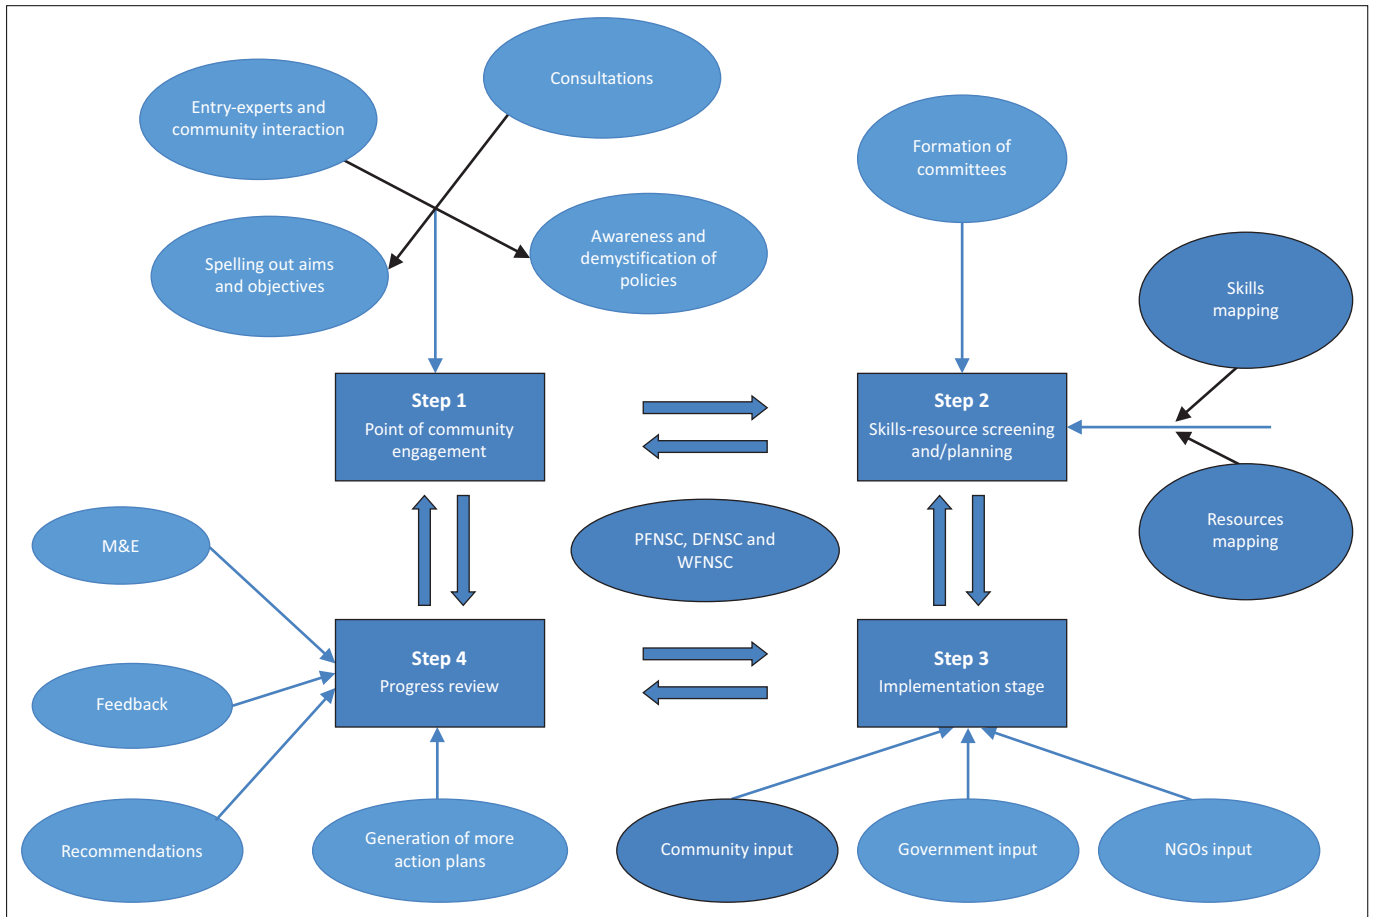 Consultations
Entry-experts and
community interaction
Formation of
committees
Awareness and
demystification of
policies
Spelling out aims
and objectives
Skills
mapping
Step 1
Point of community
engagement
Step 2
Skills-resource screening
and/planning
Resources
mapping
M&E
PFNSC, DFNSC and
WFNSC
Step 4
Progress review
Step 3
Implementation stage
Feedback
Recommendations
Generation of more
action plans
Community input
Government input
NGOs input